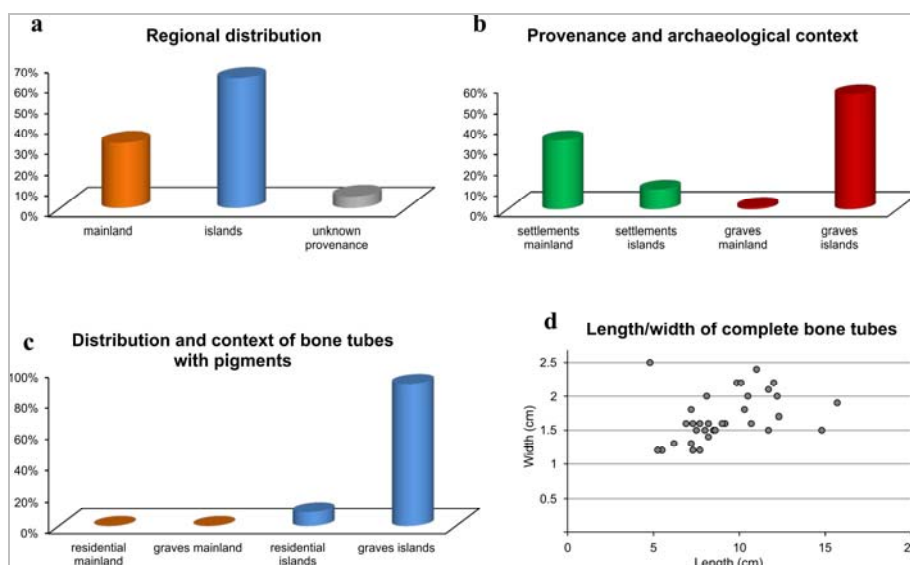 a
Regional distribution
70%
60%
50%
40%
30%
20%
10%
0%
mainland
islands
unknown
provenance
b
Provenance and archaeological context
60%
50%
40%
30%
20%
10%
0%
settlements
mainland
settlements
islands
graves
mainland
graves
islands
c
Distribution and context of bone tubes
with pigments
100%
80%
60%
40%
20%
0%
residential
mainland
graves mainland
residential
islands
graves islands
d
Length/width of complete bone tubes
Width (cm)
2.5
2
1.5
1
0.5
0
5
10
15
20
Length (cm)